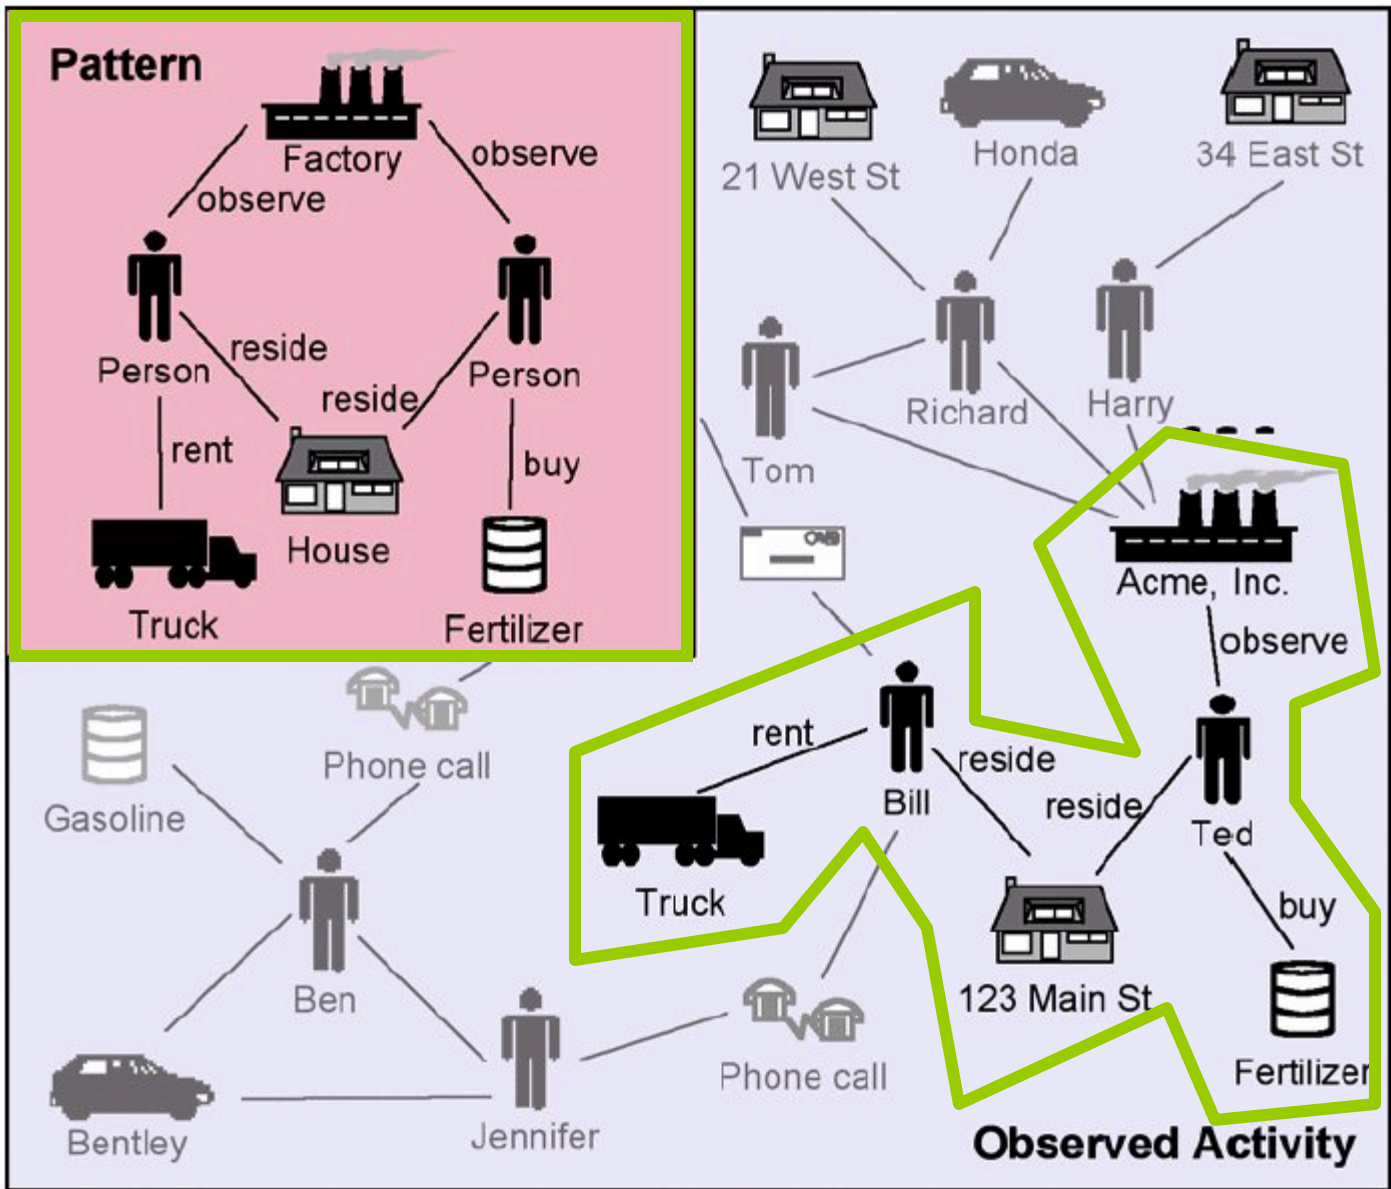 Pattern
Factory
observe
observe
Person
Person
reside
reside
rent
buy
House
Truck
Fertilizer
21 West St
Honda
34 East St
Richard
Harry
Tom
Acme, Inc.
observe
rent
reside
reside
Bill
Ted
Truck
buy
123 Main St
Fertilizer
Phone call
Gasoline
Ben
Phone call
Bentley
Jennifer
Observed Activity